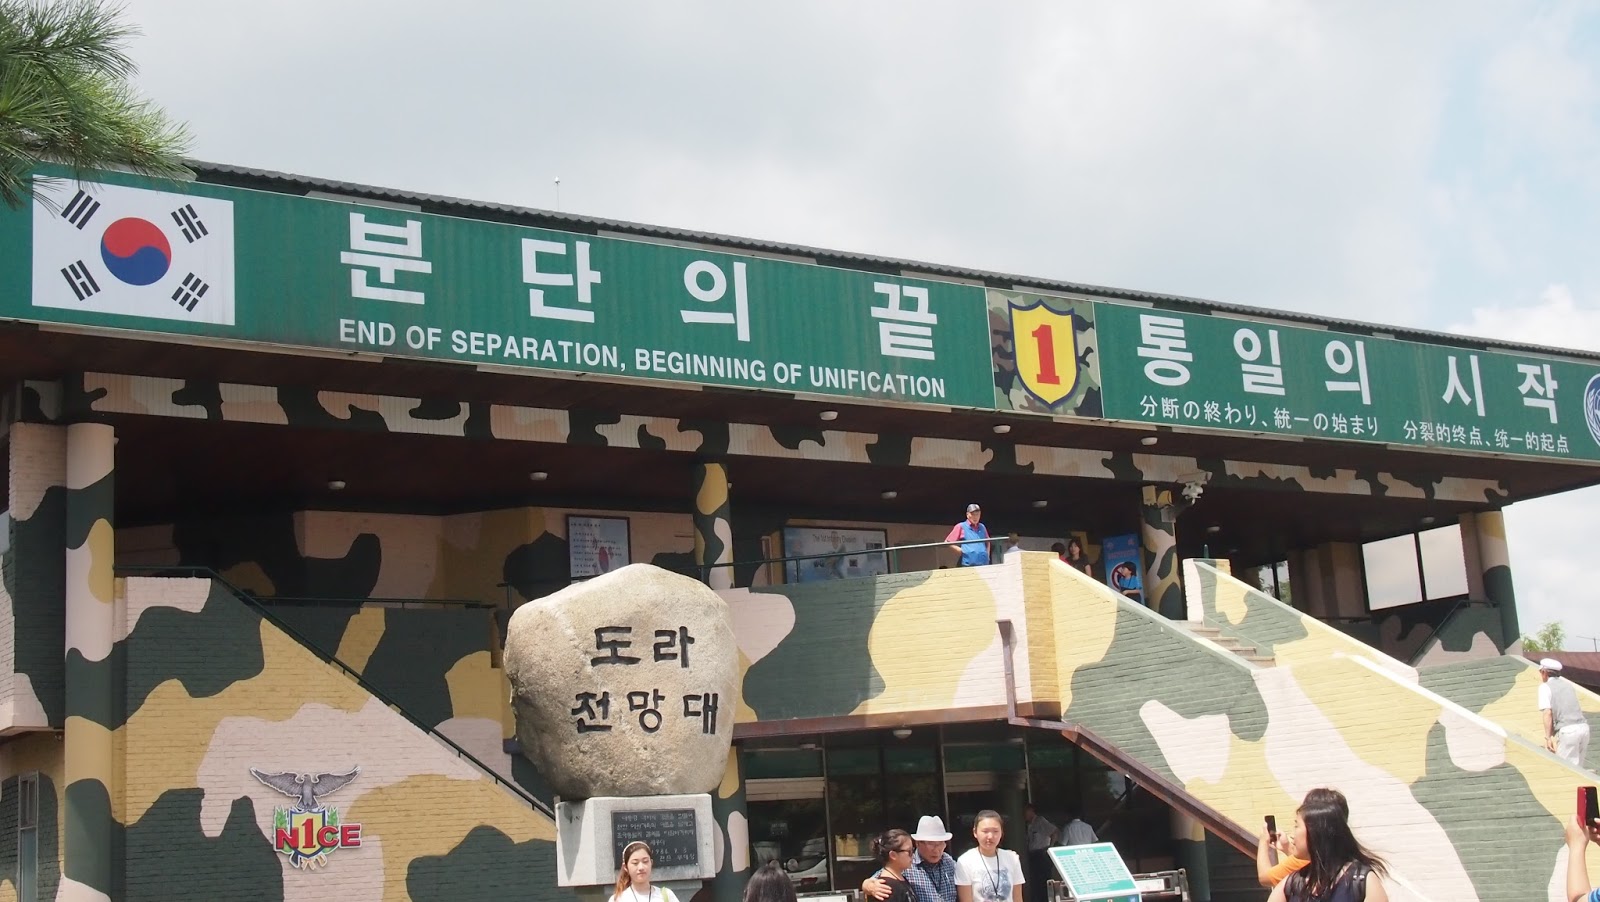 분단의 끝
END OF SEPARATION, BEGINNING OF UNIFICATION
1
통일의 시작
分断の終わり、統一の始まり 分裂的终点、统一的起点
도라
전망대
N1CE